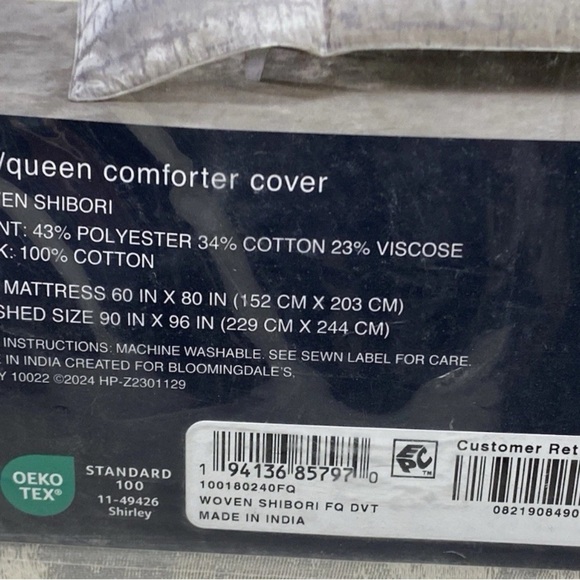 /queen comforter cover
EN SHIBORI
NT: 43% POLYESTER 34% COTTON 23% VISCOSE
K: 100% COTTON
MATTRESS 60 IN X 80 IN (152 CM X 203 CM)
SHED SIZE 90 IN X 96 IN (229 CM X 244 CM)
INSTRUCTIONS: MACHINE WASHABLE. SEE SEWN LABEL FOR CARE.
E IN INDIA CREATED FOR BLOOMINGDALE'S,
Y 10022 ©2024 HP-Z2301129
OEKO
TEX®
STANDARD
100
11-49426
Shirley
1 94136 85797 0
100180240FQ
WOVEN SHIBORI FQ DVT
MADE IN INDIA
EPC™
Customer Ret
0821908490